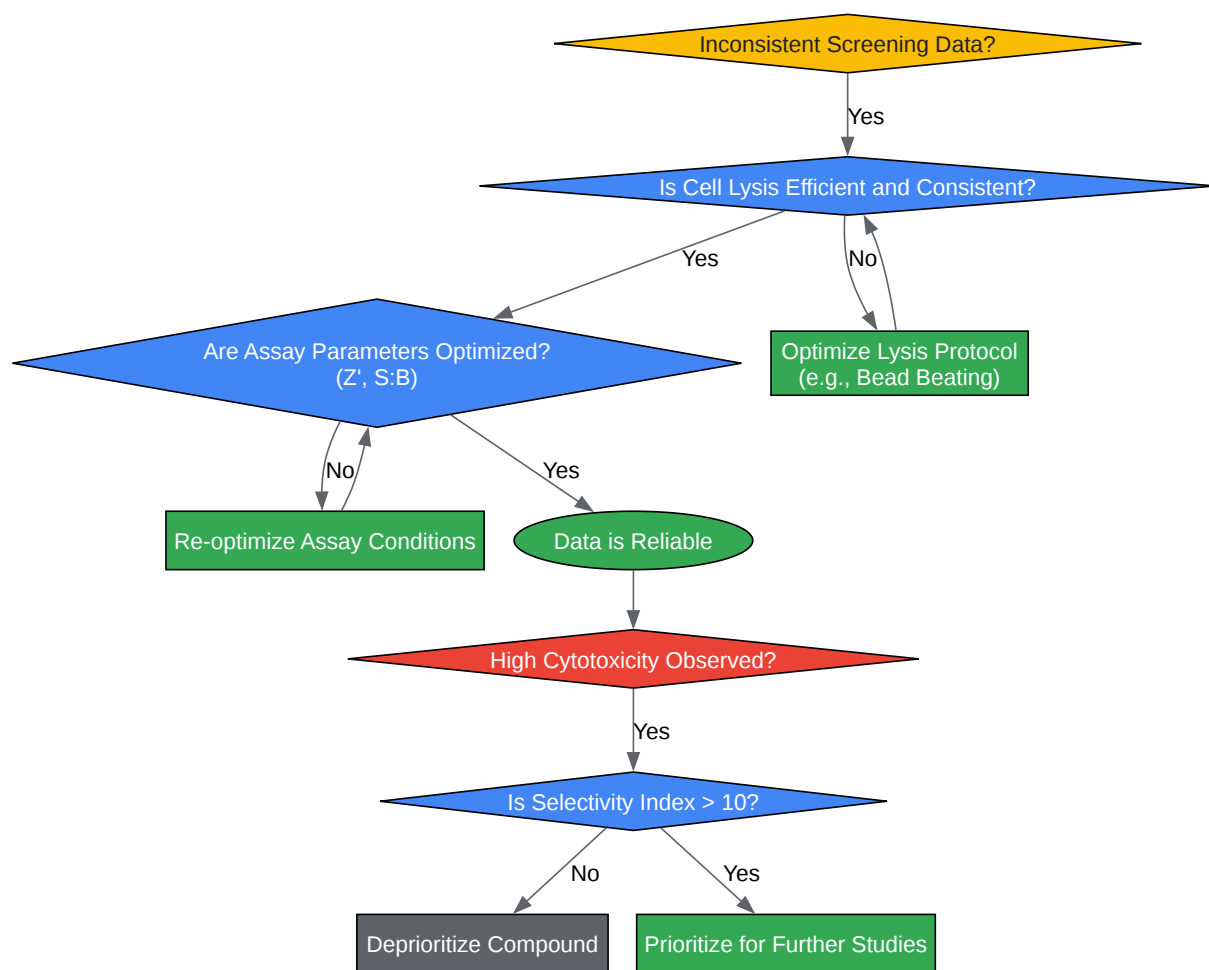 Inconsistent Screening Data?
Yes
Is Cell Lysis Efficient and Consistent?
Yes
No
Are Assay Parameters Optimized?
(Z', S:B)
Optimize Lysis Protocol
(e.g., Bead Beating)
No
Yes
Re-optimize Assay Conditions
Data is Reliable
High Cytotoxicity Observed?
Yes
Is Selectivity Index > 10?
No
Yes
Deprioritize Compound
Prioritize for Further Studies